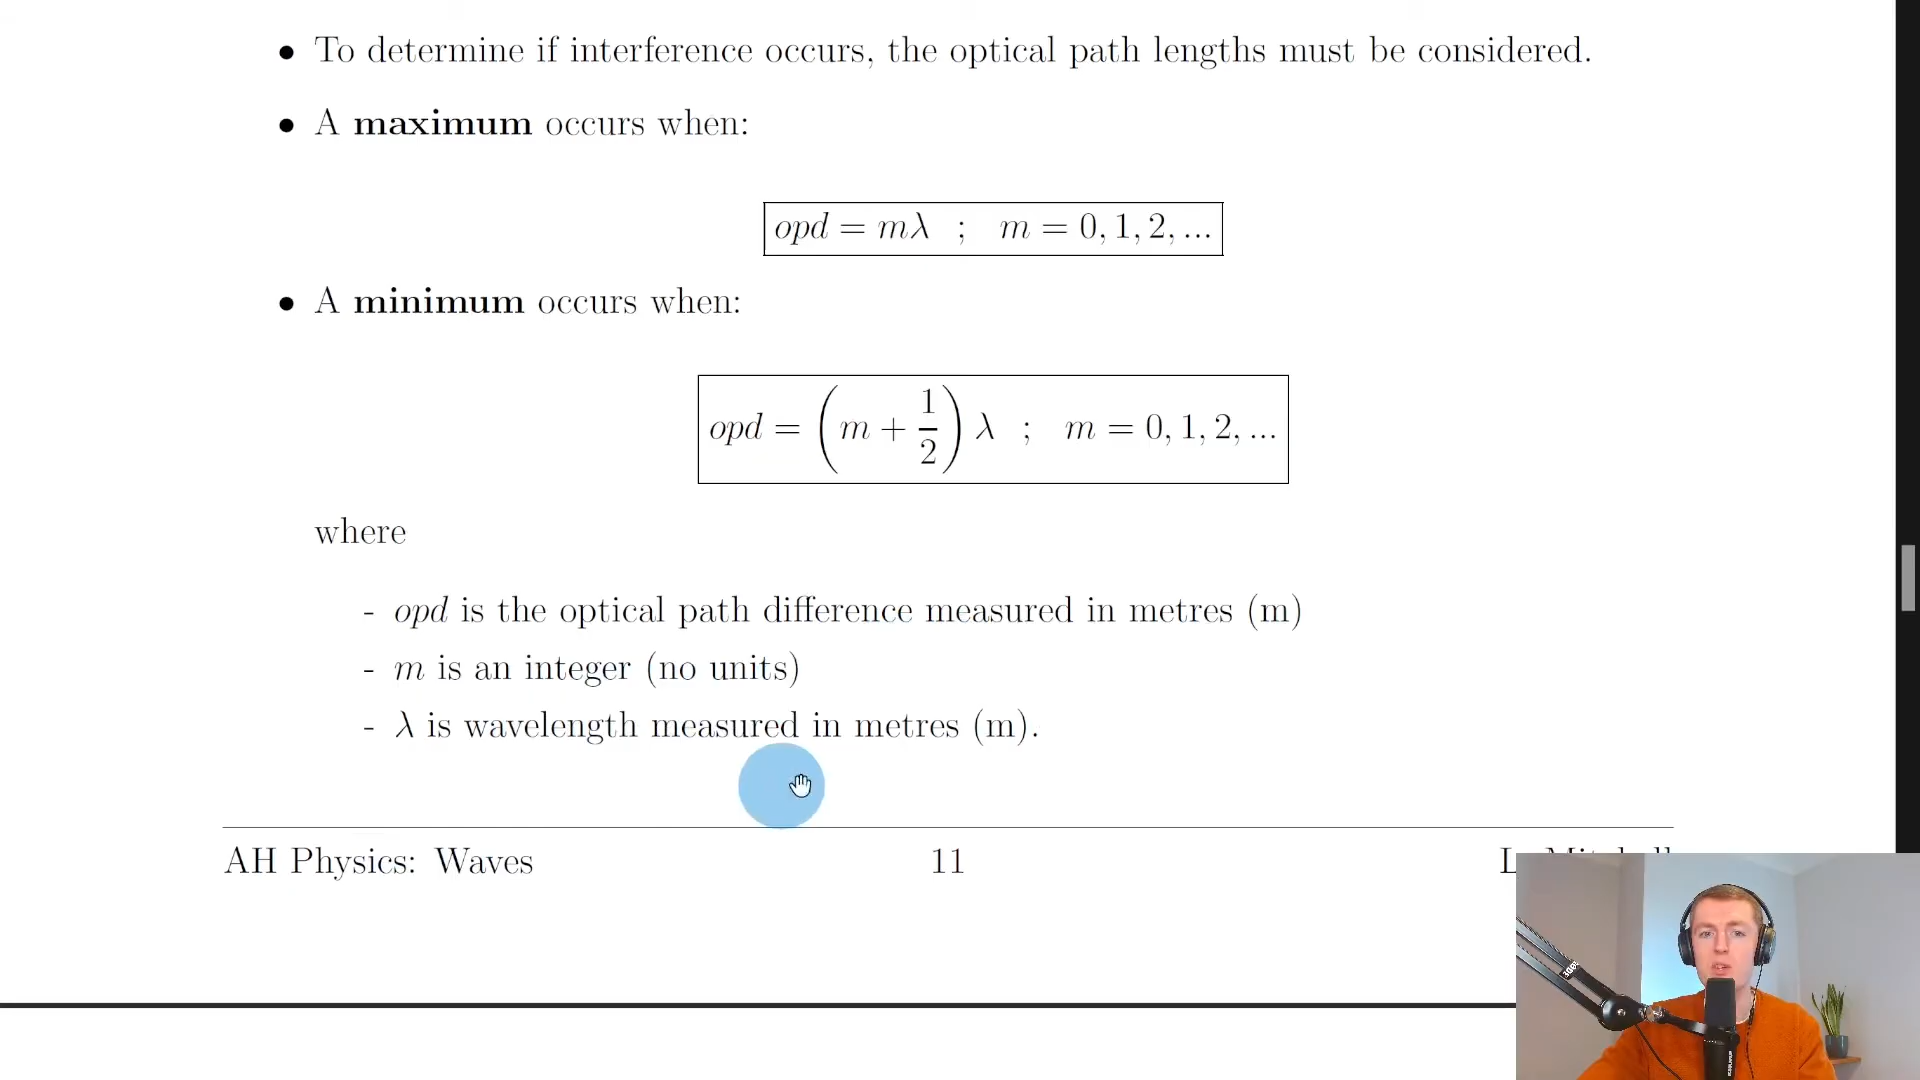 • To determine if interference occurs, the optical path lengths must be considered.
• A maximum occurs when:
opd = mλ ; m = 0, 1, 2, ...
• A minimum occurs when:
opd = (m + 1/2) λ ; m = 0, 1, 2, ...
where
- opd is the optical path difference measured in metres (m)
- m is an integer (no units)
- λ is wavelength measured in metres (m).
AH Physics: Waves 11